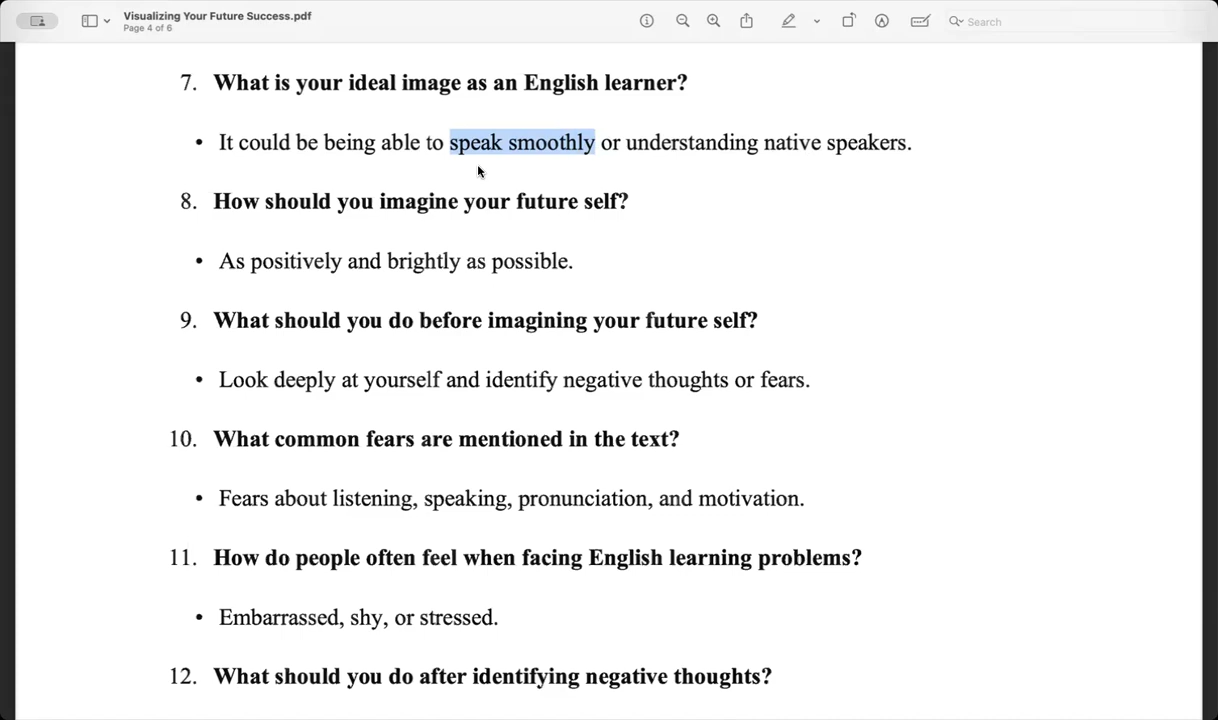 Visualizing Your Future Success.pdf
Page 4 of 6
Search
7. What is your ideal image as an English learner?
• It could be being able to speak smoothly or understanding native speakers.
8. How should you imagine your future self?
• As positively and brightly as possible.
9. What should you do before imagining your future self?
• Look deeply at yourself and identify negative thoughts or fears.
10. What common fears are mentioned in the text?
• Fears about listening, speaking, pronunciation, and motivation.
11. How do people often feel when facing English learning problems?
• Embarrassed, shy, or stressed.
12. What should you do after identifying negative thoughts?